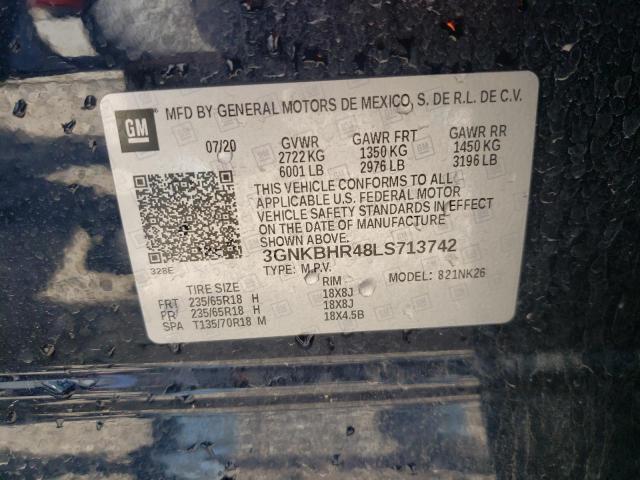 GM
MFD BY GENERAL MOTORS DE MEXICO, S. DE R.L. DE C.V.
07/20 GVWR GAWR FRT GAWR RR
2722 KG 1350 KG 1450 KG
6001 LB 2976 LB 3196 LB
THIS VEHICLE CONFORMS TO ALL
APPLICABLE U.S. FEDERAL MOTOR
VEHICLE SAFETY STANDARDS IN EFFECT
ON THE DATE OF MANUFACTURE
SHOWN ABOVE.
3GNKBHR48LS713742
328E
TYPE: M.P.V. MODEL: 821NK26
TIRE SIZE RIM
FRT 235/65R18 H 18X8J
RR 235/65R18 H 18X8J
SPA T135/70R18 M 18X4.5B